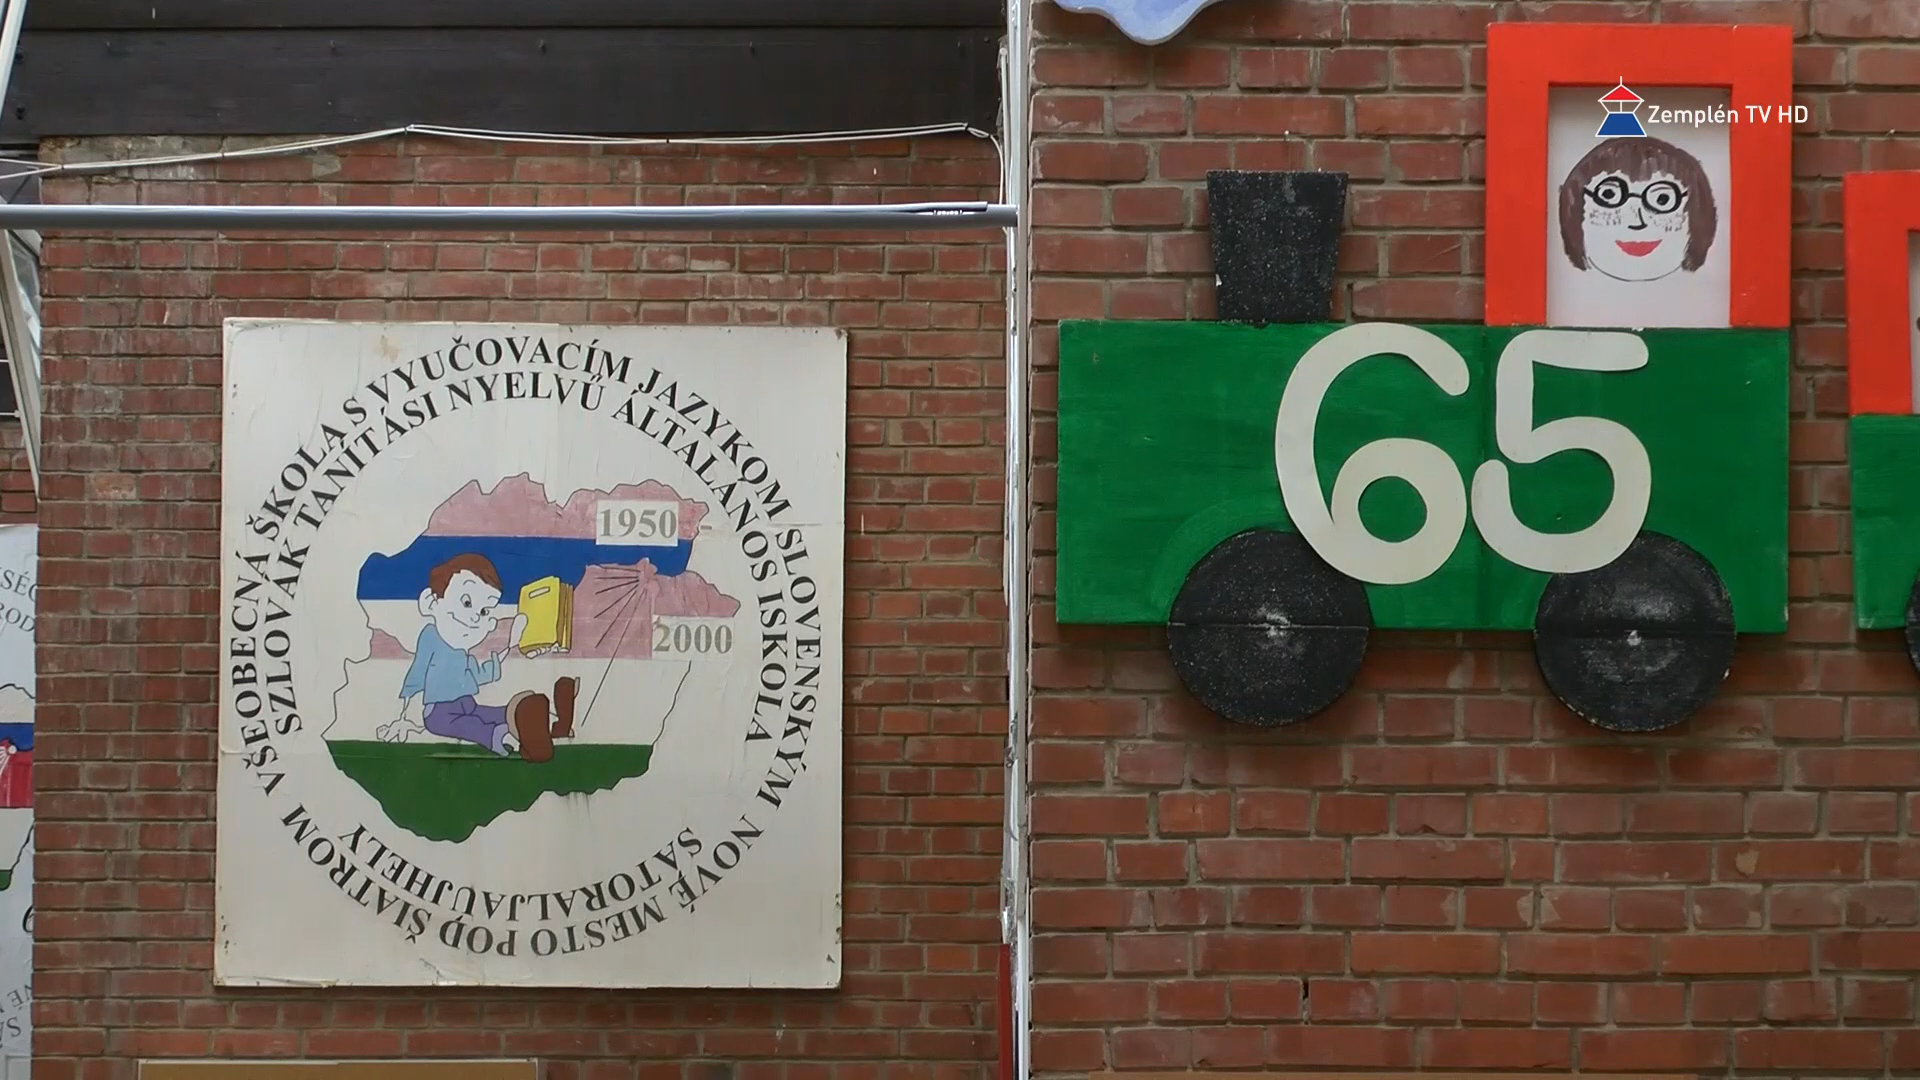 Zemplén TV HD
VŠEOBECNÁ ŠKOLA S VYUČOVACÍM JAZYKOM SLOVENSKÝM NOVÉ MESTO POD ŠIATROM
SZLOVÁK TANÍTÁSI NYELVŰ ÁLTALÁNOS ISKOLA SÁTORALJAÚJHELY
1950 -
2000
65